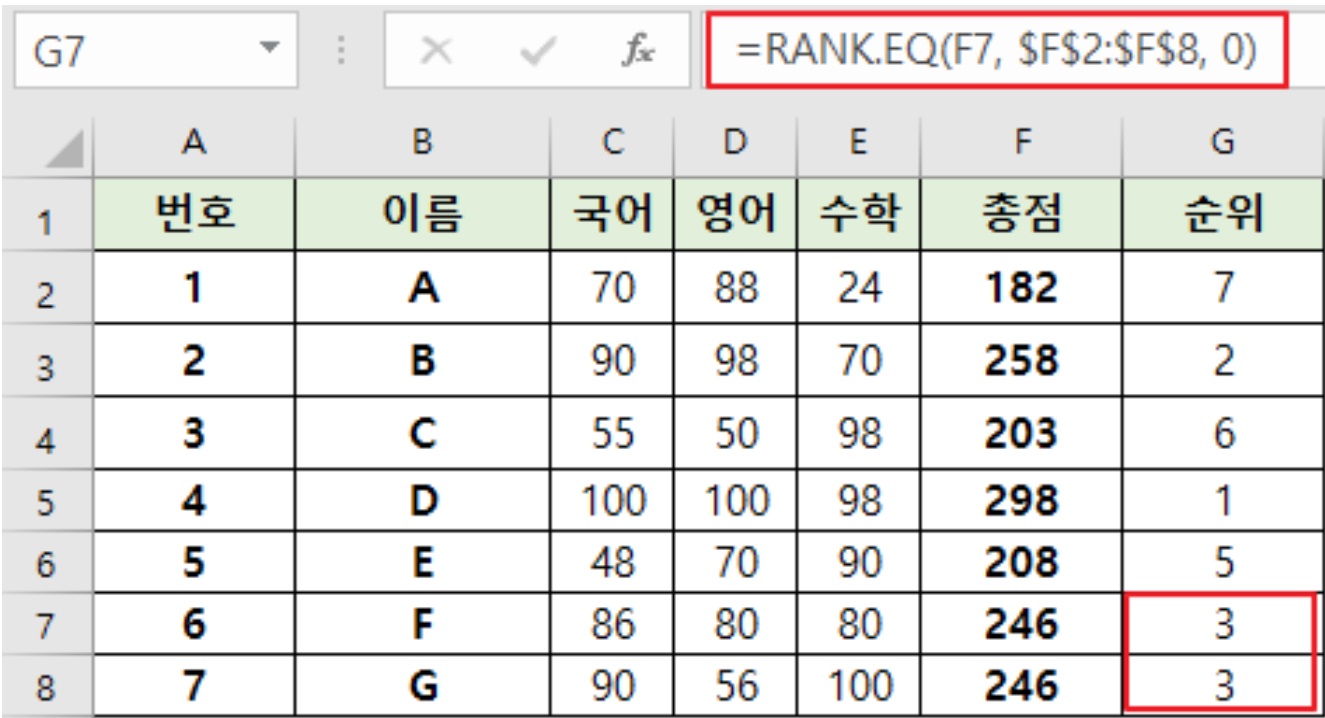 G7 fx =RANK.EQ(F7, $F$2:$F$8, 0)
A B C D E F G
1 번호 이름 국어 영어 수학 총점 순위
2 1 A 70 88 24 182 7
3 2 B 90 98 70 258 2
4 3 C 55 50 98 203 6
5 4 D 100 100 98 298 1
6 5 E 48 70 90 208 5
7 6 F 86 80 80 246 3
8 7 G 90 56 100 246 3